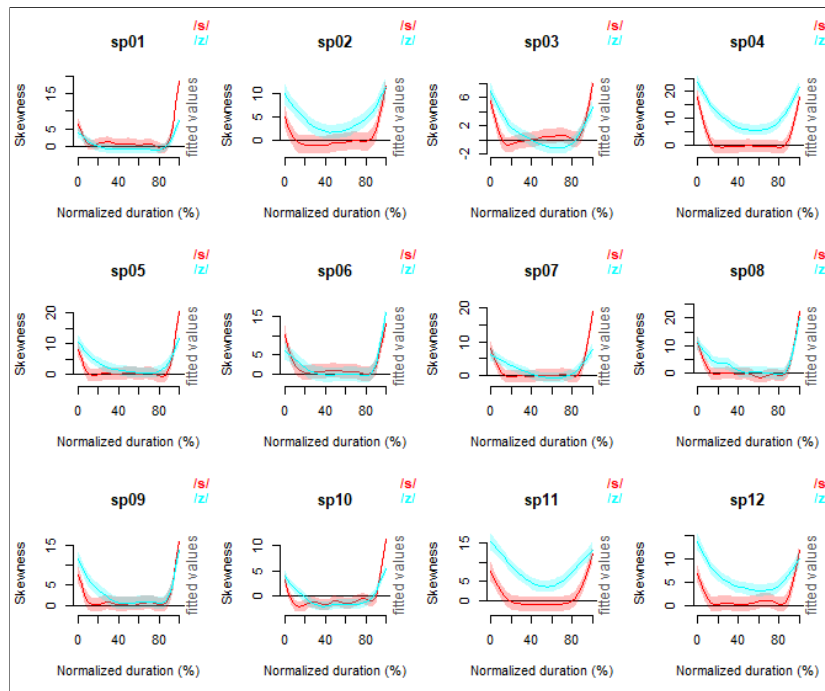 sp01
/s/
/z/
Skewness
15
5
0
fitted values
0 40 80
Normalized duration (%)
sp02
/s/
/z/
Skewness
10
5
0
fitted values
0 40 80
Normalized duration (%)
sp03
/s/
/z/
Skewness
6
2
-2
fitted values
0 40 80
Normalized duration (%)
sp04
/s/
/z/
Skewness
20
10
0
fitted values
0 40 80
Normalized duration (%)
sp05
/s/
/z/
Skewness
20
10
0
fitted values
0 40 80
Normalized duration (%)
sp06
/s/
/z/
Skewness
15
5
0
fitted values
0 40 80
Normalized duration (%)
sp07
/s/
/z/
Skewness
20
10
0
fitted values
0 40 80
Normalized duration (%)
sp08
/s/
/z/
Skewness
20
10
0
fitted values
0 40 80
Normalized duration (%)
sp09
/s/
/z/
Skewness
15
5
0
fitted values
0 40 80
Normalized duration (%)
sp10
/s/
/z/
Skewness
10
5
0
fitted values
0 40 80
Normalized duration (%)
sp11
/s/
/z/
Skewness
15
5
0
fitted values
0 40 80
Normalized duration (%)
sp12
/s/
/z/
Skewness
10
5
0
fitted values
0 40 80
Normalized duration (%)